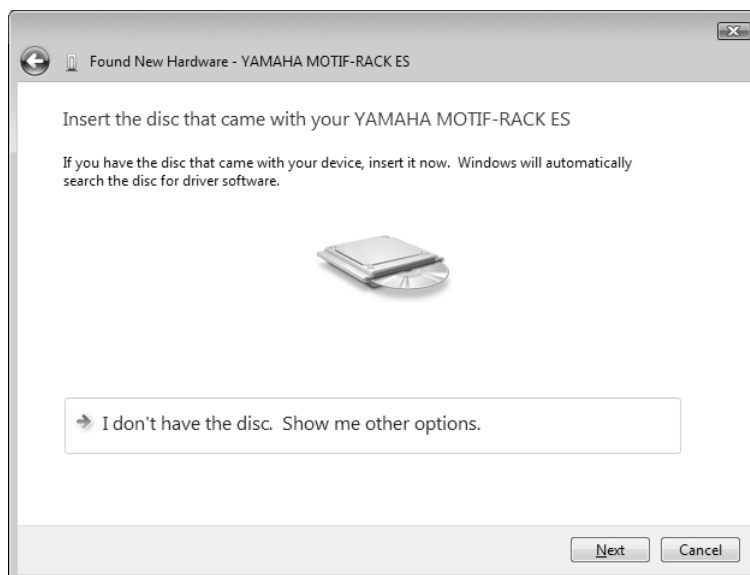 Found New Hardware - YAMAHA MOTIF-RACK ES
Insert the disc that came with your YAMAHA MOTIF-RACK ES
If you have the disc that came with your device, insert it now. Windows will automatically
search the disc for driver software.
I don't have the disc. Show me other options.
Next Cancel